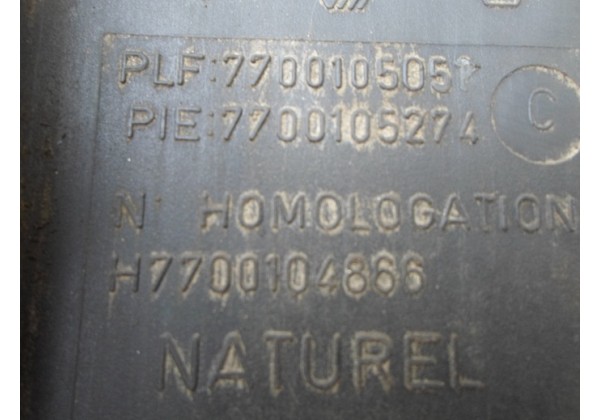 PLF:7700105051
PIE:7700105274
C
N° HOMOLOGATION
H7700104866
NATUREL